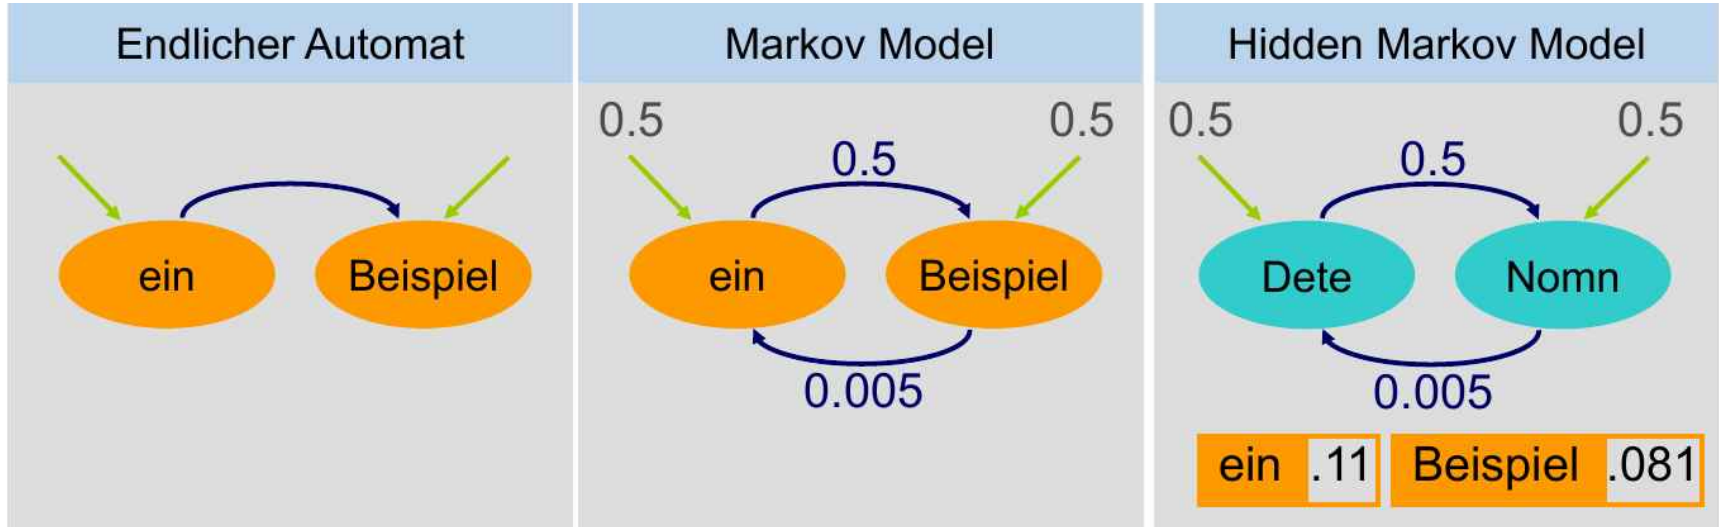 Endlicher Automat
ein
Beispiel
Markov Model
0.5
0.5
0.5
ein
Beispiel
0.005
Hidden Markov Model
0.5
0.5
0.5
Dete
Nomn
0.005
ein .11
Beispiel .081